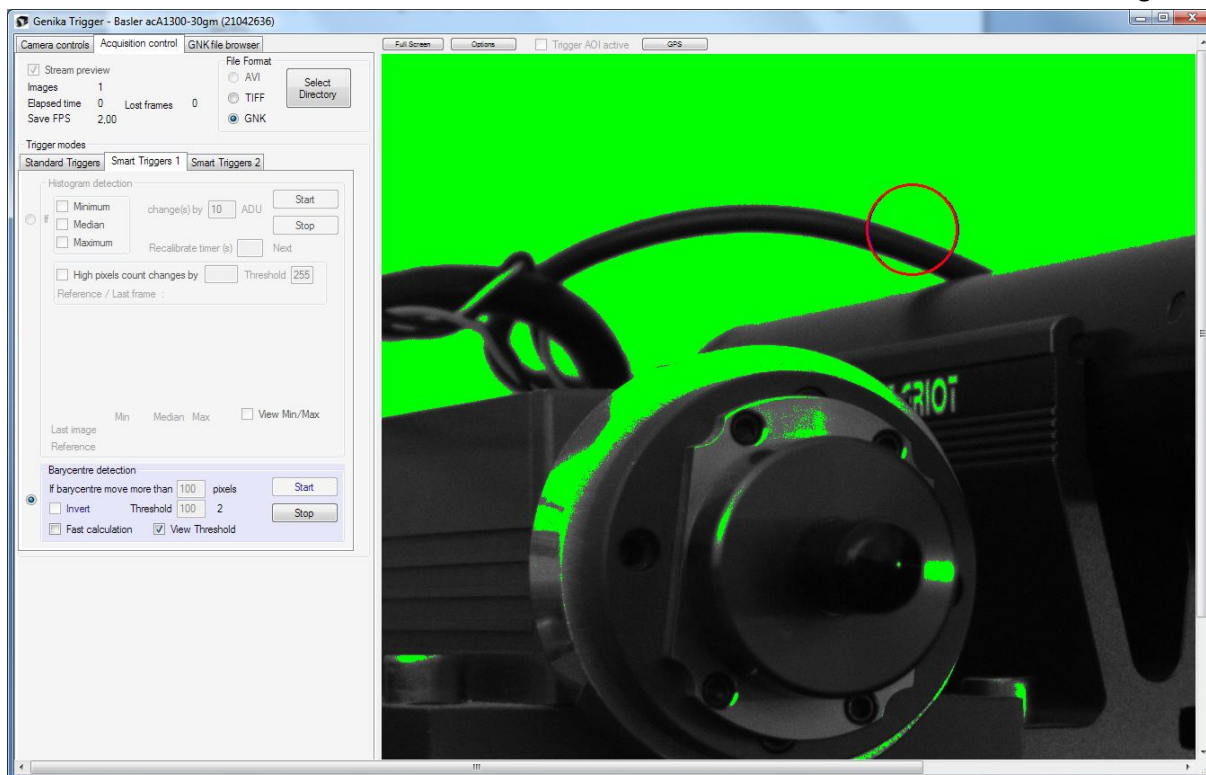 Genika Trigger - Basler acA1300-30gm (21042636)
Camera controls Acquisition control GNK file browser
Full Screen Options Trigger AOI active GPS
Stream preview
Images 1
Elapsed time 0 Lost frames 0
Save FPS 2,00
File Format
AVI
TIFF
GNK
Select Directory
Trigger modes
Standard Triggers Smart Triggers 1 Smart Triggers 2
Histogram detection
If
Minimum
Median
Maximum
change(s) by 10 ADU
Recalibrate timer (s) Next
Start
Stop
High pixels count changes by Threshold 255
Reference / Last frame :
Min Median Max View Min/Max
Last image
Reference
Barycentre detection
If barycentre move more than 100 pixels Start
Invert Threshold 100 2 Stop
Fast calculation View Threshold